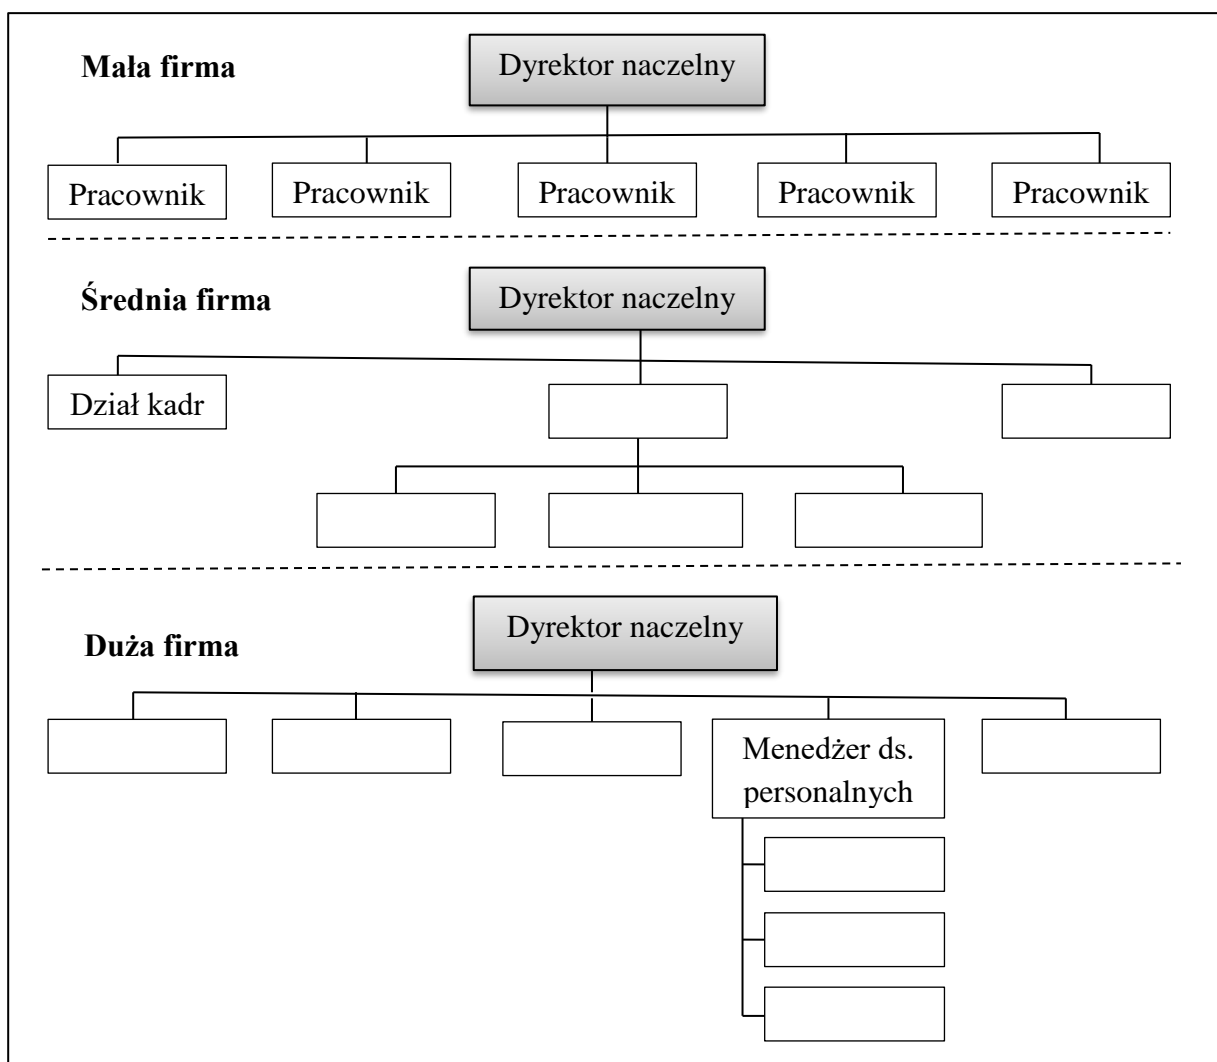 Mała firma
Dyrektor naczelny
Pracownik
Pracownik
Pracownik
Pracownik
Pracownik
Średnia firma
Dyrektor naczelny
Dział kadr
Duża firma
Dyrektor naczelny
Menedżer ds.
personalnych